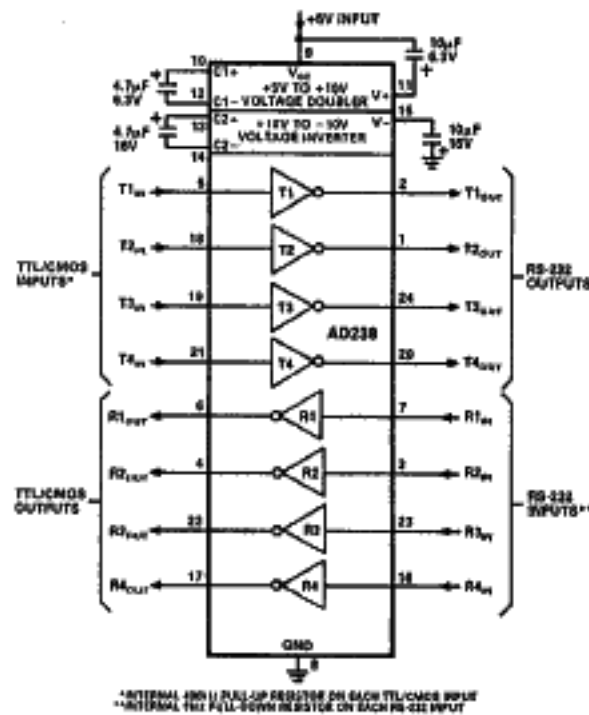 +5V INPUT
9
VCC
10
C1+
4.7µF
6.3V
12
C1−
+5V TO +10V
VOLTAGE DOUBLER
V+
11
10µF
6.3V
C2+
4.7µF
16V
13
C2−
14
+10V TO −10V
VOLTAGE INVERTER
V−
15
10µF
16V
TTL/CMOS
INPUTS*
T1IN
5
T1
2
T1OUT
T2IN
18
T2
1
T2OUT
T3IN
19
T3
24
T3OUT
T4IN
21
T4
20
T4OUT
RS-232
OUTPUTS
AD238
TTL/CMOS
OUTPUTS
R1OUT
6
R1
7
R1IN
R2OUT
4
R2
3
R2IN
R3OUT
22
R3
23
R3IN
R4OUT
17
R4
16
R4IN
RS-232
INPUTS**
GND
8
*INTERNAL 400kΩ PULL-UP RESISTOR ON EACH TTL/CMOS INPUT
**INTERNAL 5kΩ PULL-DOWN RESISTOR ON EACH RS-232 INPUT